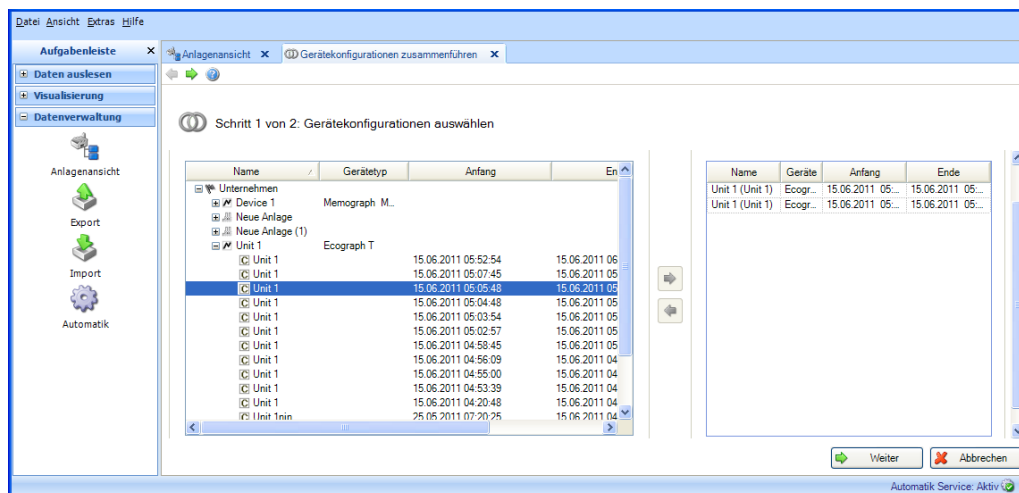 Datei Ansicht Extras Hilfe
Aufgabenleiste
Anlagenansicht
Gerätekonfigurationen zusammenführen
Daten auslesen
Visualisierung
Datenverwaltung
Anlagenansicht
Export
Import
Automatik
Schritt 1 von 2: Gerätekonfigurationen auswählen
Name Gerätetyp Anfang En
Unternehmen
Device 1 Memograph M...
Neue Anlage
Neue Anlage (1)
Unit 1 Ecograph T
C Unit 1 15.06.2011 05:52:54 15.06.2011 06
C Unit 1 15.06.2011 05:07:45 15.06.2011 05
C Unit 1 15.06.2011 05:05:48 15.06.2011 05
C Unit 1 15.06.2011 05:04:48 15.06.2011 05
C Unit 1 15.06.2011 05:03:54 15.06.2011 05
C Unit 1 15.06.2011 05:02:57 15.06.2011 05
C Unit 1 15.06.2011 04:58:45 15.06.2011 05
C Unit 1 15.06.2011 04:56:09 15.06.2011 04
C Unit 1 15.06.2011 04:55:00 15.06.2011 04
C Unit 1 15.06.2011 04:53:39 15.06.2011 04
C Unit 1 15.06.2011 04:20:48 15.06.2011 04
C Unit 1nin 25.05.2011 07:20:25 15.06.2011 04
Name Geräte Anfang Ende
Unit 1 (Unit 1) Ecogr... 15.06.2011 05:... 15.06.2011 05:...
Unit 1 (Unit 1) Ecogr... 15.06.2011 05:... 15.06.2011 05:...
Weiter Abbrechen
Automatik Service: Aktiv